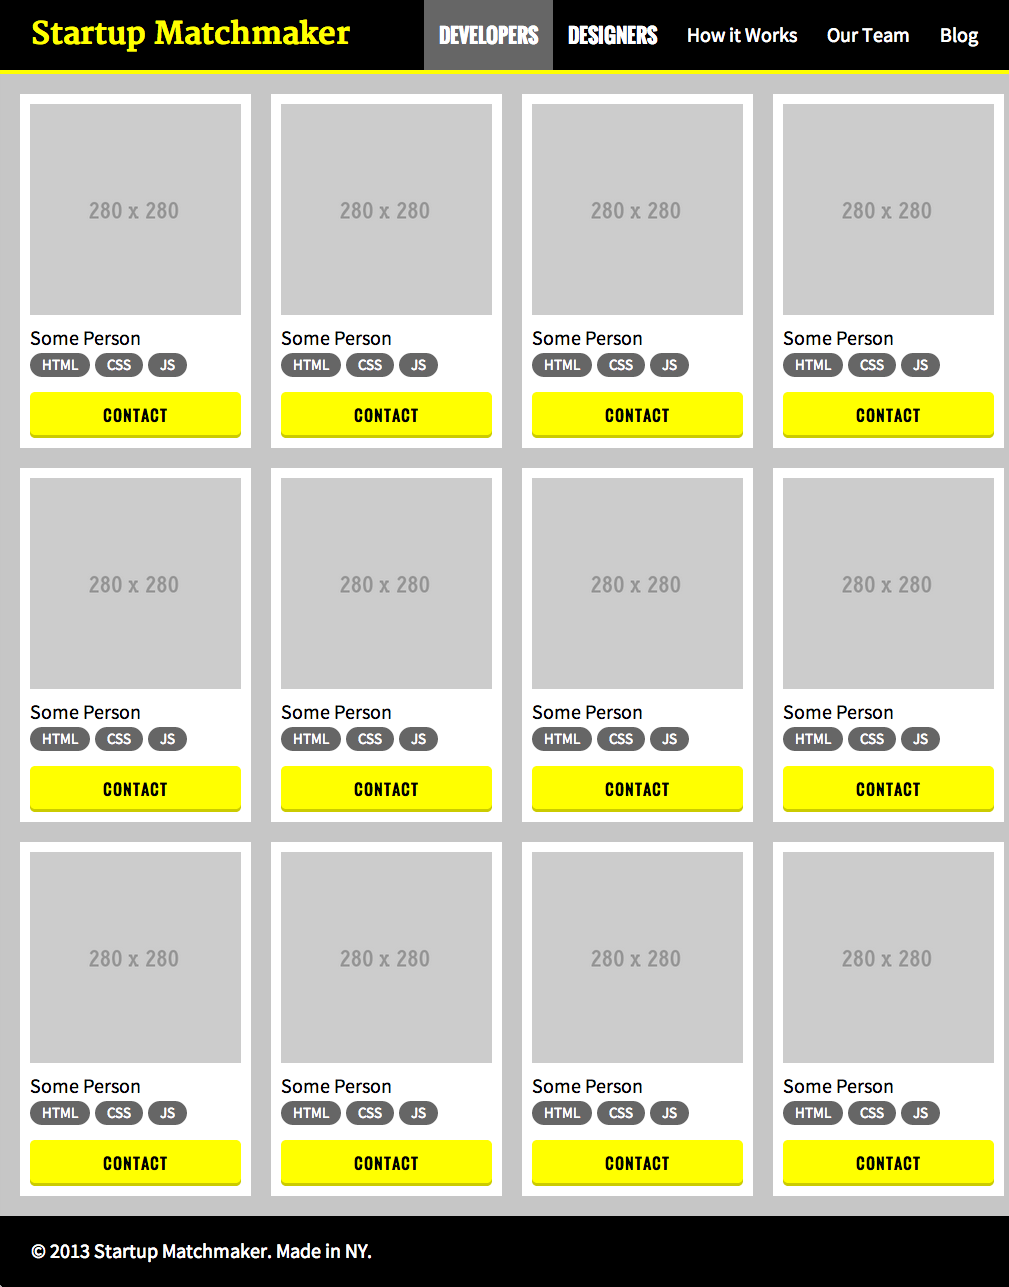 Startup Matchmaker DEVELOPERS DESIGNERS How it Works Our Team Blog
280 x 280 280 x 280 280 x 280 280 x 280
Some Person Some Person Some Person Some Person
HTML CSS JS HTML CSS JS HTML CSS JS HTML CSS JS
CONTACT CONTACT CONTACT CONTACT
280 x 280 280 x 280 280 x 280 280 x 280
Some Person Some Person Some Person Some Person
HTML CSS JS HTML CSS JS HTML CSS JS HTML CSS JS
CONTACT CONTACT CONTACT CONTACT
280 x 280 280 x 280 280 x 280 280 x 280
Some Person Some Person Some Person Some Person
HTML CSS JS HTML CSS JS HTML CSS JS HTML CSS JS
CONTACT CONTACT CONTACT CONTACT
© 2013 Startup Matchmaker. Made in NY.